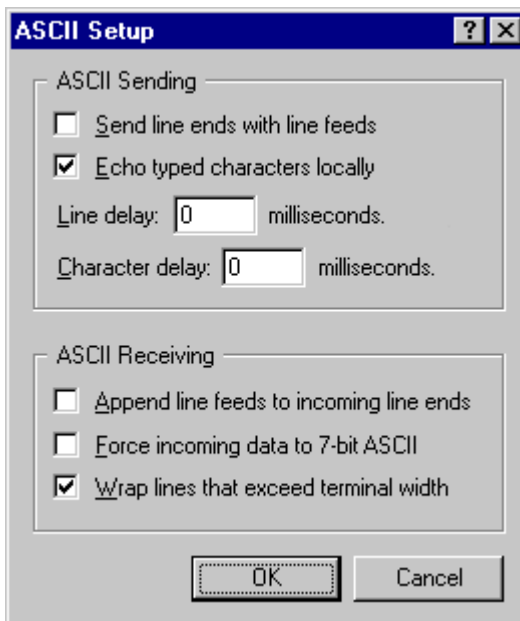 ASCII Setup
ASCII Sending
Send line ends with line feeds
Echo typed characters locally
Line delay: 0 milliseconds.
Character delay: 0 milliseconds.
ASCII Receiving
Append line feeds to incoming line ends
Force incoming data to 7-bit ASCII
Wrap lines that exceed terminal width
OK Cancel